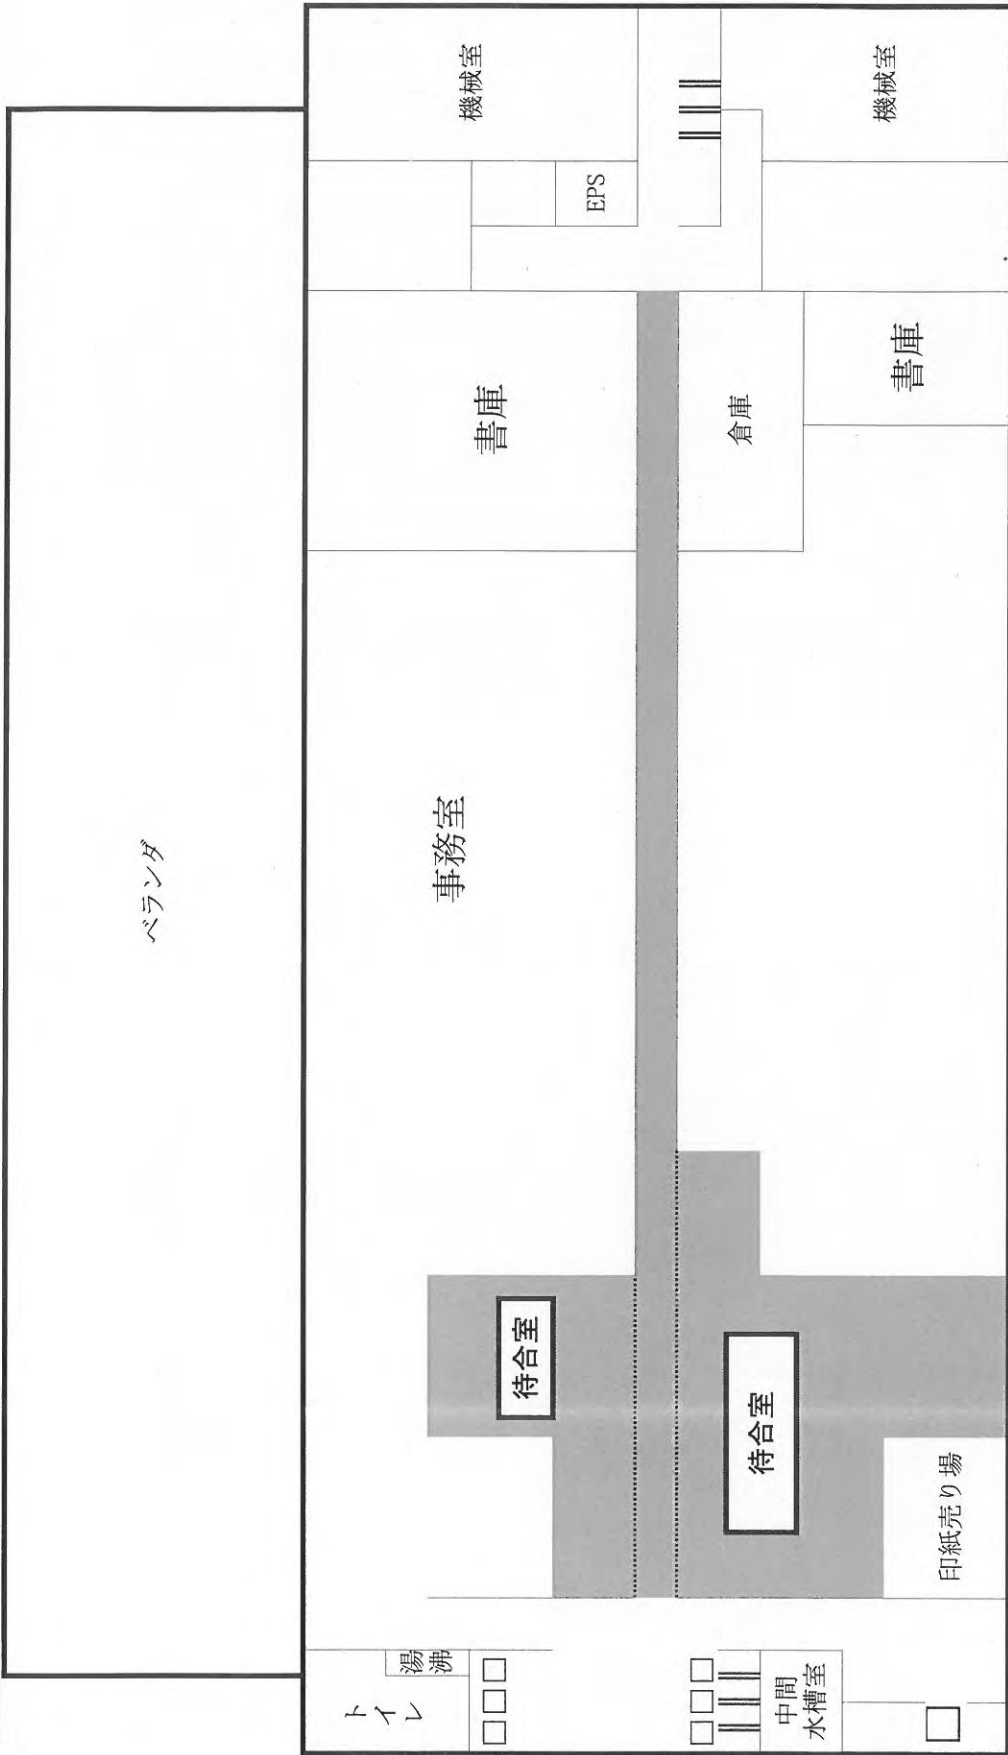 ベランダ
機械室
機械室
EPS
書庫
倉庫
書庫
事務室
待合室
待合室
印紙売り場
湯沸
トイレ
中間
水槽室